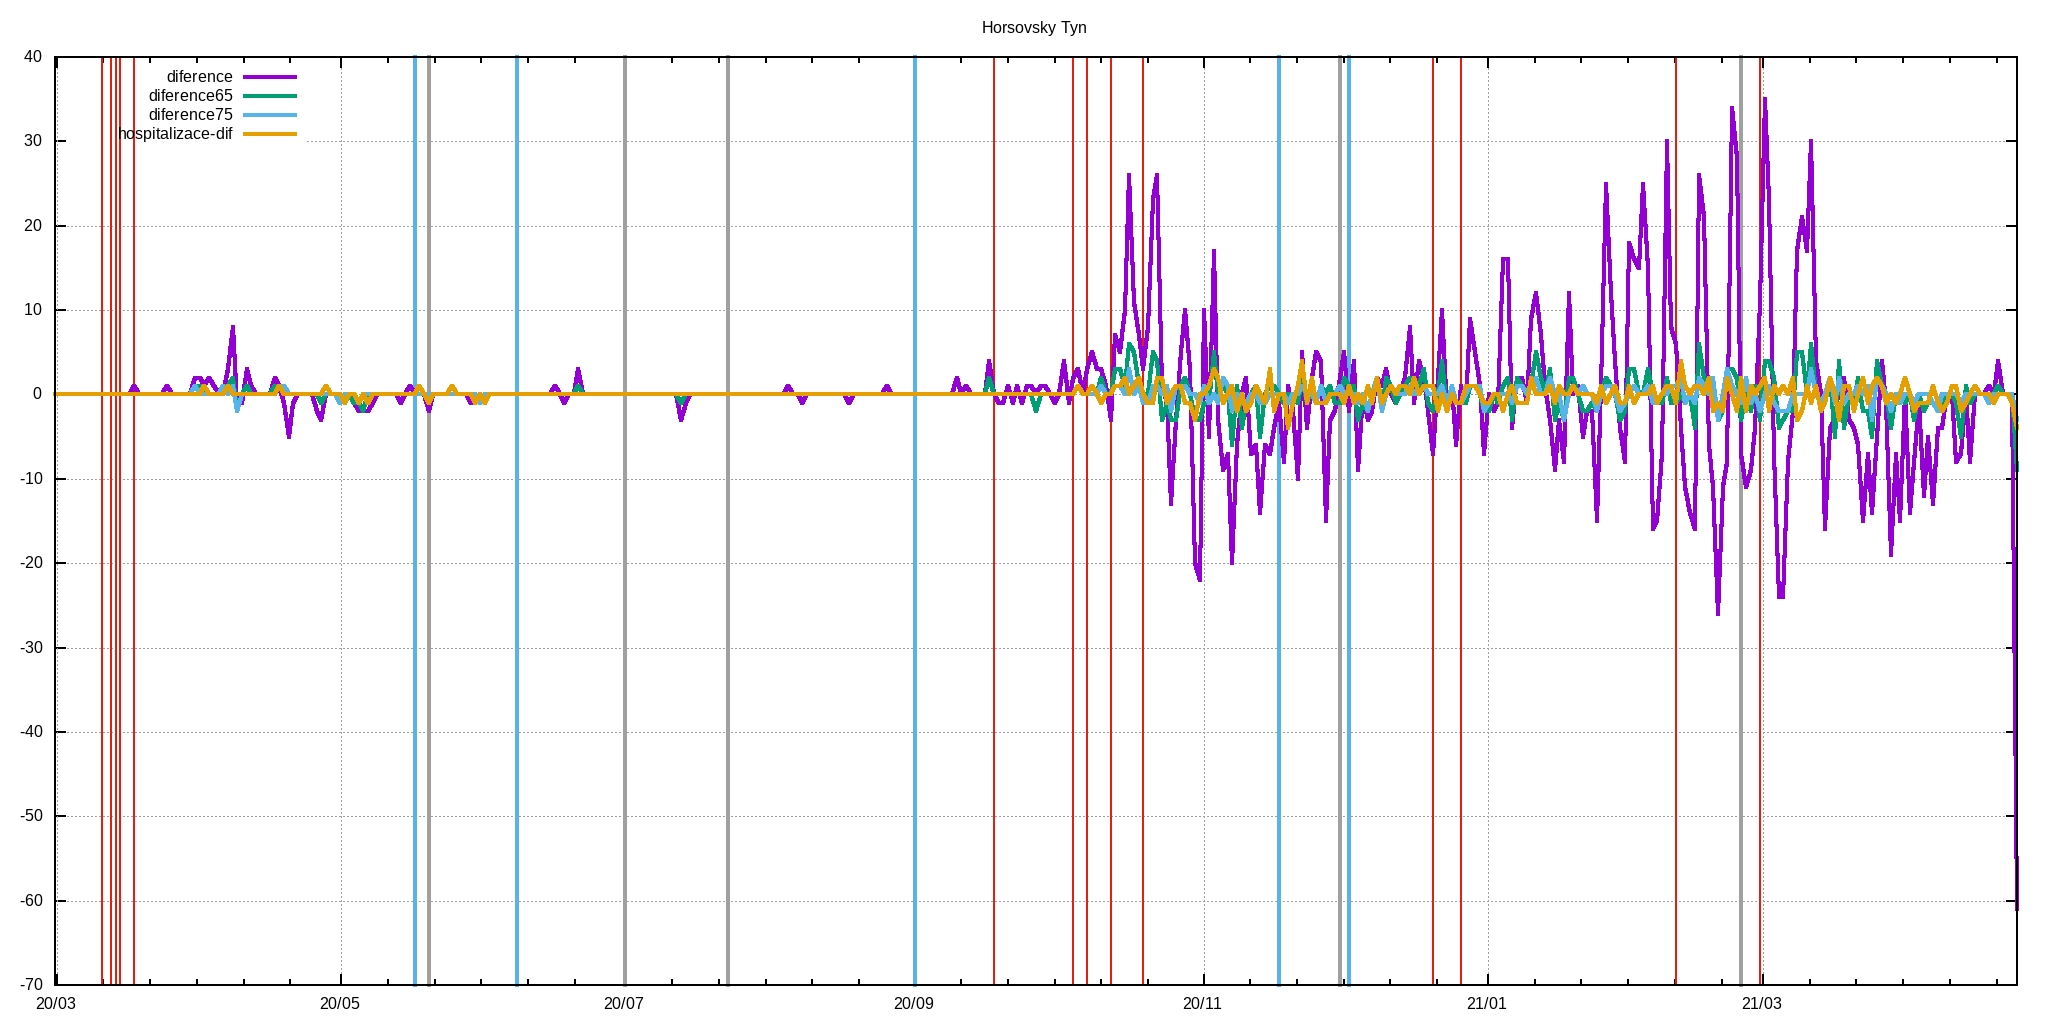 Horsovsky Tyn
40
30
20
10
0
-10
-20
-30
-40
-50
-60
-70
diference
diference65
diference75
hospitalizace-dif
20/03 20/05 20/07 20/09 20/11 21/01 21/03